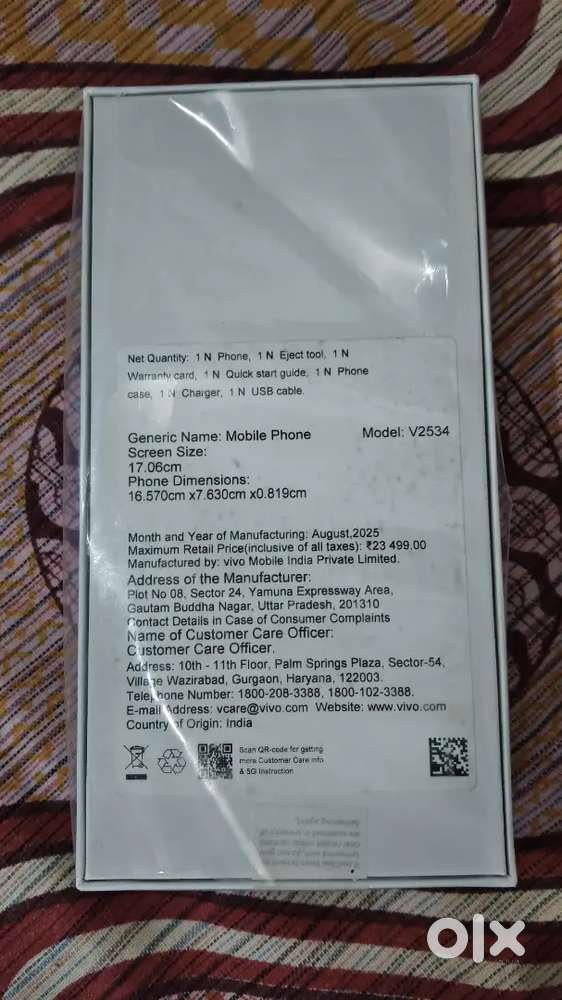 Net Quantity: 1 N Phone, 1 N Eject tool, 1 N
Warranty card, 1 N Quick start guide, 1 N Phone
case, 1 N Charger, 1 N USB cable.
Generic Name: Mobile Phone Model: V2534
Screen Size:
17.06cm
Phone Dimensions:
16.570cm x7.630cm x0.819cm
Month and Year of Manufacturing: August,2025
Maximum Retail Price(inclusive of all taxes): ₹23 499.00
Manufactured by: vivo Mobile India Private Limited.
Address of the Manufacturer:
Plot No 08, Sector 24, Yamuna Expressway Area,
Gautam Buddha Nagar, Uttar Pradesh, 201310
Contact Details in Case of Consumer Complaints
Name of Customer Care Officer:
Customer Care Officer.
Address: 10th - 11th Floor, Palm Springs Plaza, Sector-54,
Village Wazirabad, Gurgaon, Haryana, 122003.
Telephone Number: 1800-208-3388, 1800-102-3388.
E-mail Address: vcare@vivo.com Website: www.vivo.com
Country of Origin: India
Scan QR-code for getting
more Customer Care info
& 5G Instruction
olx